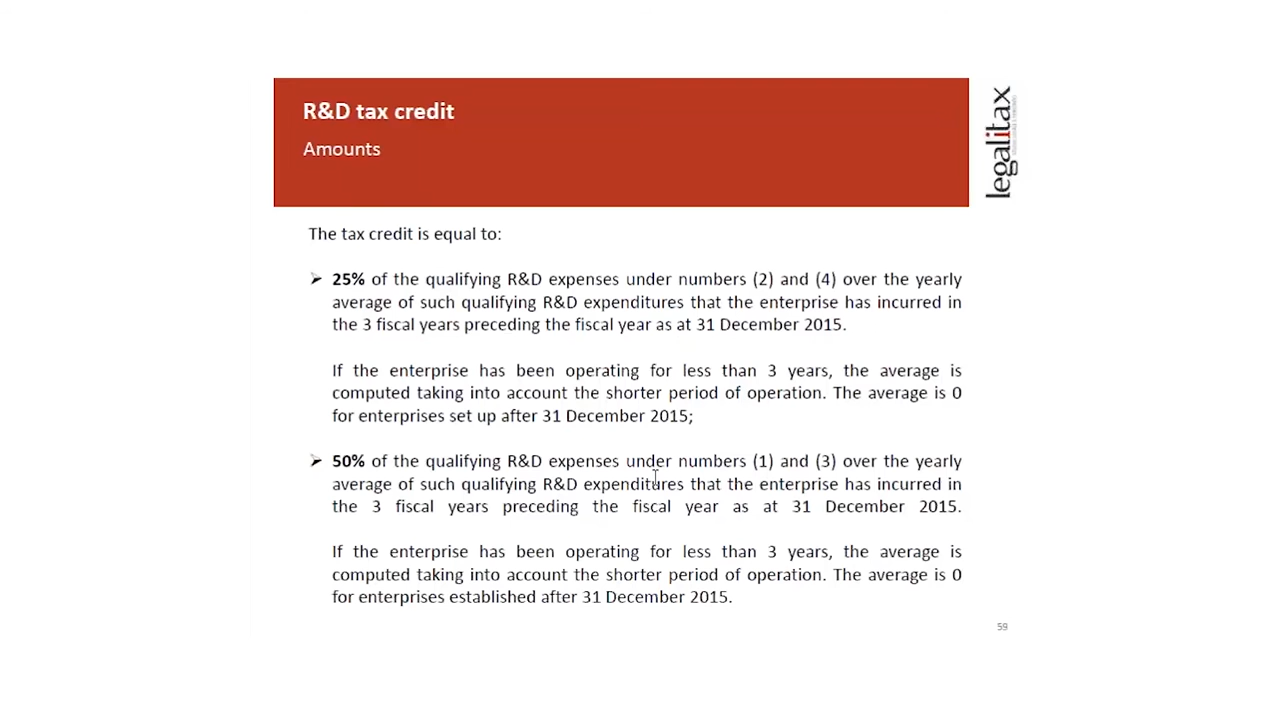 R&D tax credit
Amounts
legalitax
The tax credit is equal to:
➢ 25% of the qualifying R&D expenses under numbers (2) and (4) over the yearly
average of such qualifying R&D expenditures that the enterprise has incurred in
the 3 fiscal years preceding the fiscal year as at 31 December 2015.
If the enterprise has been operating for less than 3 years, the average is
computed taking into account the shorter period of operation. The average is 0
for enterprises set up after 31 December 2015;
➢ 50% of the qualifying R&D expenses under numbers (1) and (3) over the yearly
average of such qualifying R&D expenditures that the enterprise has incurred in
the 3 fiscal years preceding the fiscal year as at 31 December 2015.
If the enterprise has been operating for less than 3 years, the average is
computed taking into account the shorter period of operation. The average is 0
for enterprises established after 31 December 2015.
59